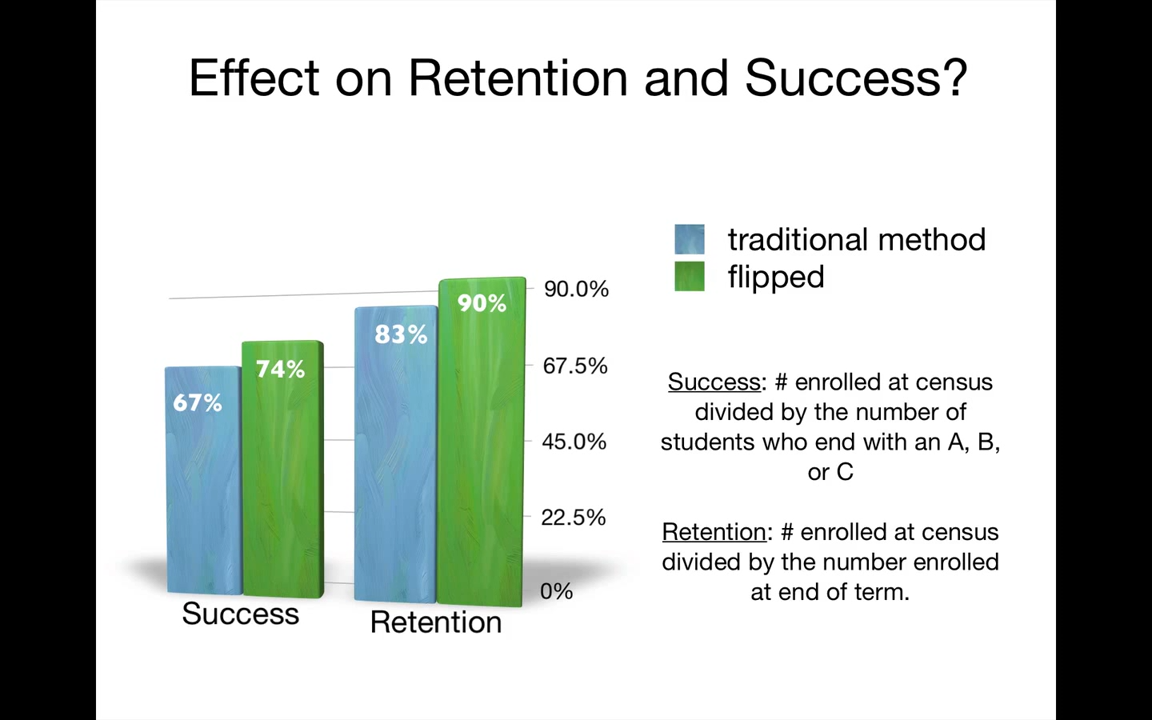 Effect on Retention and Success?
traditional method
flipped
90.0%
67.5%
45.0%
22.5%
0%
67%
74%
83%
90%
Success
Retention
Success: # enrolled at census
divided by the number of
students who end with an A, B,
or C
Retention: # enrolled at census
divided by the number enrolled
at end of term.